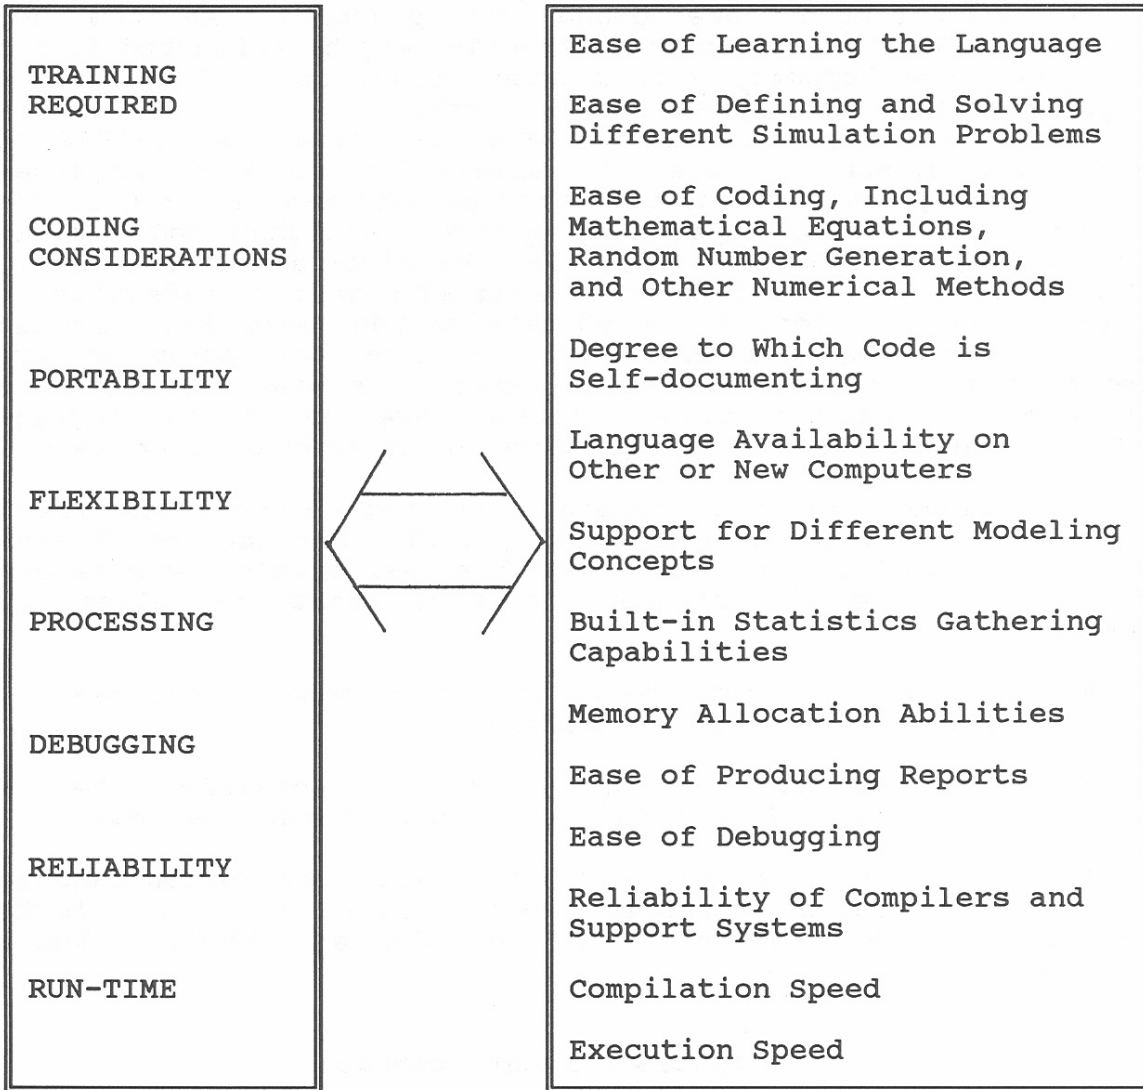 TRAINING
REQUIRED
CODING
CONSIDERATIONS
PORTABILITY
FLEXIBILITY
PROCESSING
DEBUGGING
RELIABILITY
RUN-TIME
Ease of Learning the Language
Ease of Defining and Solving
Different Simulation Problems
Ease of Coding, Including
Mathematical Equations,
Random Number Generation,
and Other Numerical Methods
Degree to Which Code is
Self-documenting
Language Availability on
Other or New Computers
Support for Different Modeling
Concepts
Built-in Statistics Gathering
Capabilities
Memory Allocation Abilities
Ease of Producing Reports
Ease of Debugging
Reliability of Compilers and
Support Systems
Compilation Speed
Execution Speed